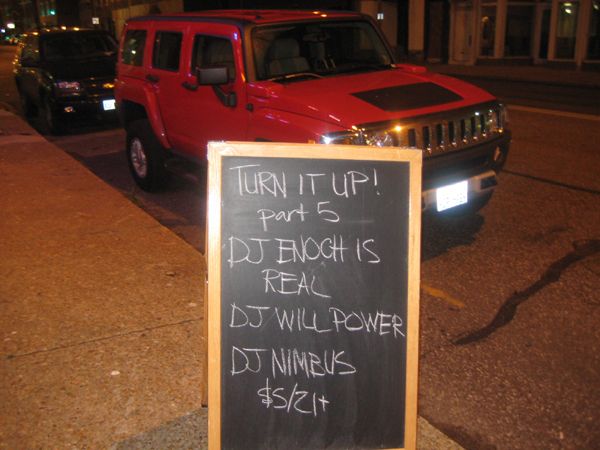 TURN IT UP!
part 5
DJ ENOCH IS
REAL
DJ WILL POWER
DJ NIMBUS
$5/21+